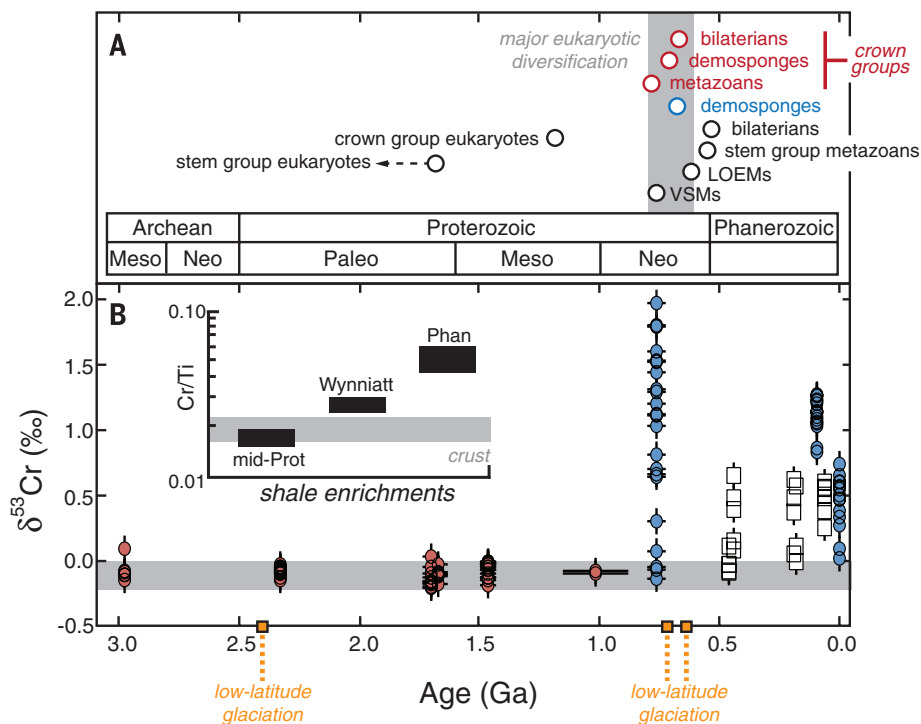 A
major eukaryotic
diversification
bilaterians
demosponges
metazoans
crown
groups
demosponges
bilaterians
crown group eukaryotes
stem group metazoans
stem group eukaryotes
LOEMs
VSMs
Archean Proterozoic Phanerozoic
Meso Neo Paleo Meso Neo
B
2.0
1.5
1.0
0.5
0.0
-0.5
δ⁵³Cr (‰)
0.10
0.01
Cr/Ti
Phan
Wynniatt
mid-Prot
crust
shale enrichments
3.0 2.5 2.0 1.5 1.0 0.5 0.0
low-latitude
glaciation
Age (Ga)
low-latitude
glaciation